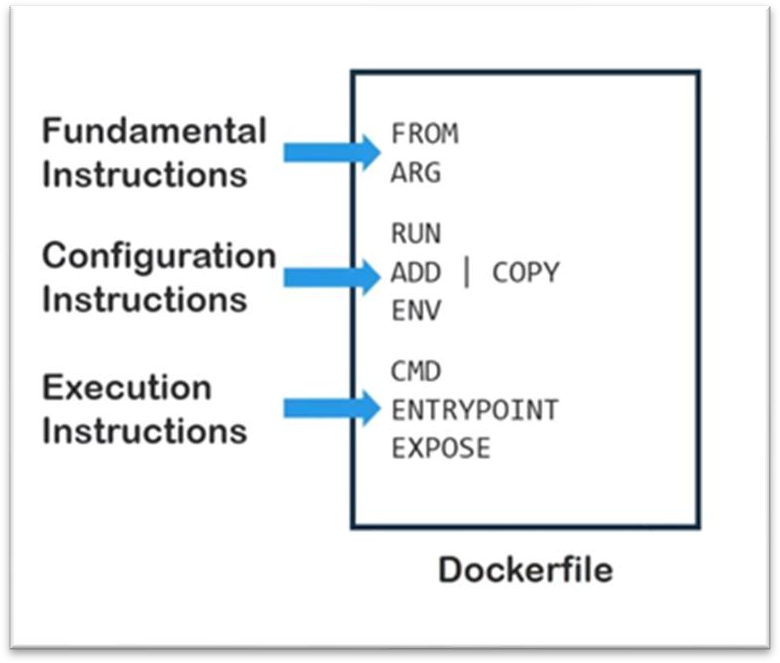 Fundamental
Instructions
FROM
ARG
Configuration
Instructions
RUN
ADD | COPY
ENV
Execution
Instructions
CMD
ENTRYPOINT
EXPOSE
Dockerfile